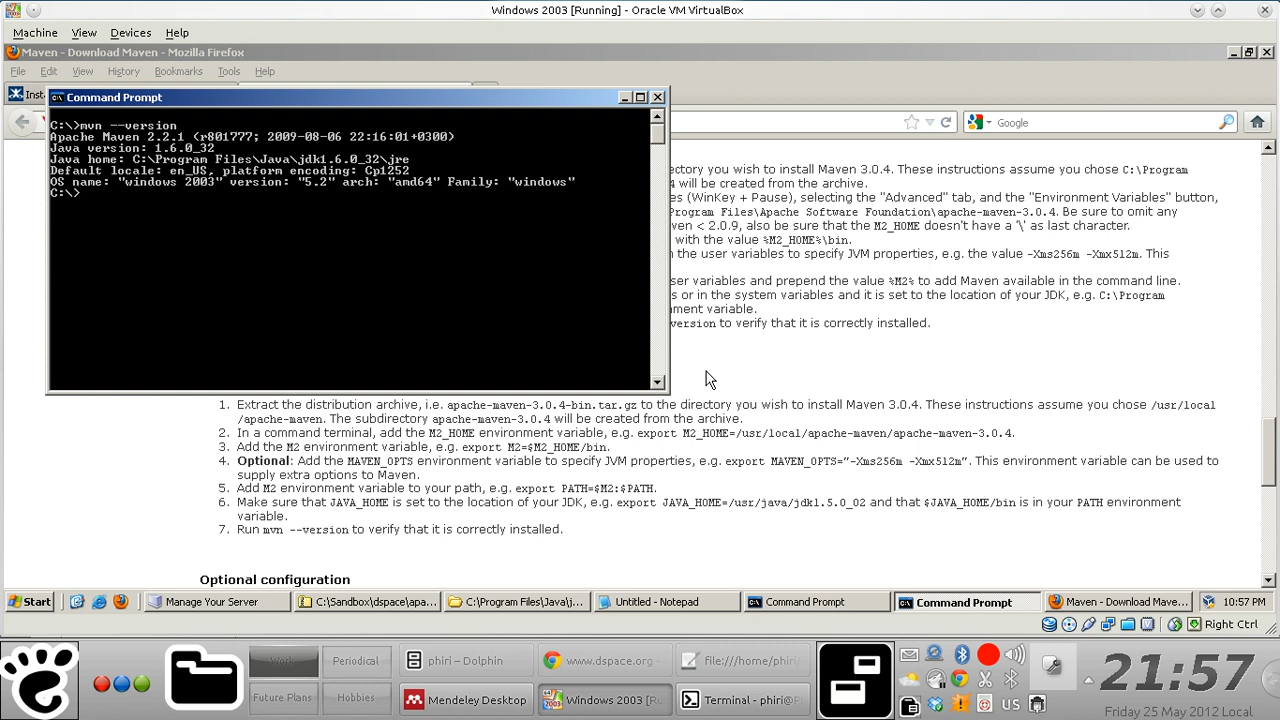 Windows 2003 [Running] - Oracle VM VirtualBox
Machine View Devices Help
Maven - Download Maven - Mozilla Firefox
File Edit View History Bookmarks Tools Help
Inst
Google
Command Prompt
C:\>mvn --version
Apache Maven 2.2.1 (r801777; 2009-08-06 22:16:01+0300)
Java version: 1.6.0_32
Java home: C:\Program Files\Java\jdk1.6.0_32\jre
Default locale: en_US, platform encoding: Cp1252
OS name: "windows 2003" version: "5.2" arch: "amd64" Family: "windows"
C:\>
rectory you wish to install Maven 3.0.4. These instructions assume you chose C:\Program
4 will be created from the archive.
es (WinKey + Pause), selecting the "Advanced" tab, and the "Environment Variables" button,
Program Files\Apache Software Foundation\apache-maven-3.0.4. Be sure to omit any
aven < 2.0.9, also be sure that the M2_HOME doesn't have a '\' as last character.
with the value %M2_HOME%\bin.
n the user variables to specify JVM properties, e.g. the value -Xms256m -Xmx512m. This
ser variables and prepend the value %M2% to add Maven available in the command line.
s or in the system variables and it is set to the location of your JDK, e.g. C:\Program
nment variable.
version to verify that it is correctly installed.
1. Extract the distribution archive, i.e. apache-maven-3.0.4-bin.tar.gz to the directory you wish to install Maven 3.0.4. These instructions assume you chose /usr/local
/apache-maven. The subdirectory apache-maven-3.0.4 will be created from the archive.
2. In a command terminal, add the M2_HOME environment variable, e.g. export M2_HOME=/usr/local/apache-maven/apache-maven-3.0.4.
3. Add the M2 environment variable, e.g. export M2=$M2_HOME/bin.
4. Optional: Add the MAVEN_OPTS environment variable to specify JVM properties, e.g. export MAVEN_OPTS="-Xms256m -Xmx512m". This environment variable can be used to
supply extra options to Maven.
5. Add M2 environment variable to your path, e.g. export PATH=$M2:$PATH.
6. Make sure that JAVA_HOME is set to the location of your JDK, e.g. export JAVA_HOME=/usr/java/jdk1.5.0_02 and that $JAVA_HOME/bin is in your PATH environment
variable.
7. Run mvn --version to verify that it is correctly installed.
Optional configuration
Start Manage Your Server C:\Sandbox\dspace\apa... C:\Program Files\Java\j... Untitled - Notepad Command Prompt Command Prompt Maven - Download Mave... 10:57 PM
Right Ctrl
Work Periodical phiri – Dolphin www.dspace.org - file:///home/phiri/
Future Plans Hobbies Mendeley Desktop Windows 2003 [Ru Terminal - phiri@ US
21:57
Friday 25 May 2012 Local